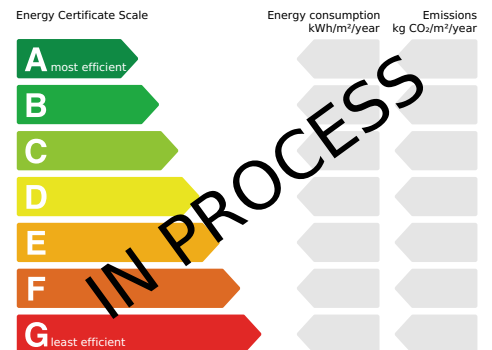 Energy Certificate Scale
Energy consumption
kWh/m²/year
Emissions
kg CO₂/m²/year
A most efficient
B
C
D
E
F
G least efficient
IN PROCESS